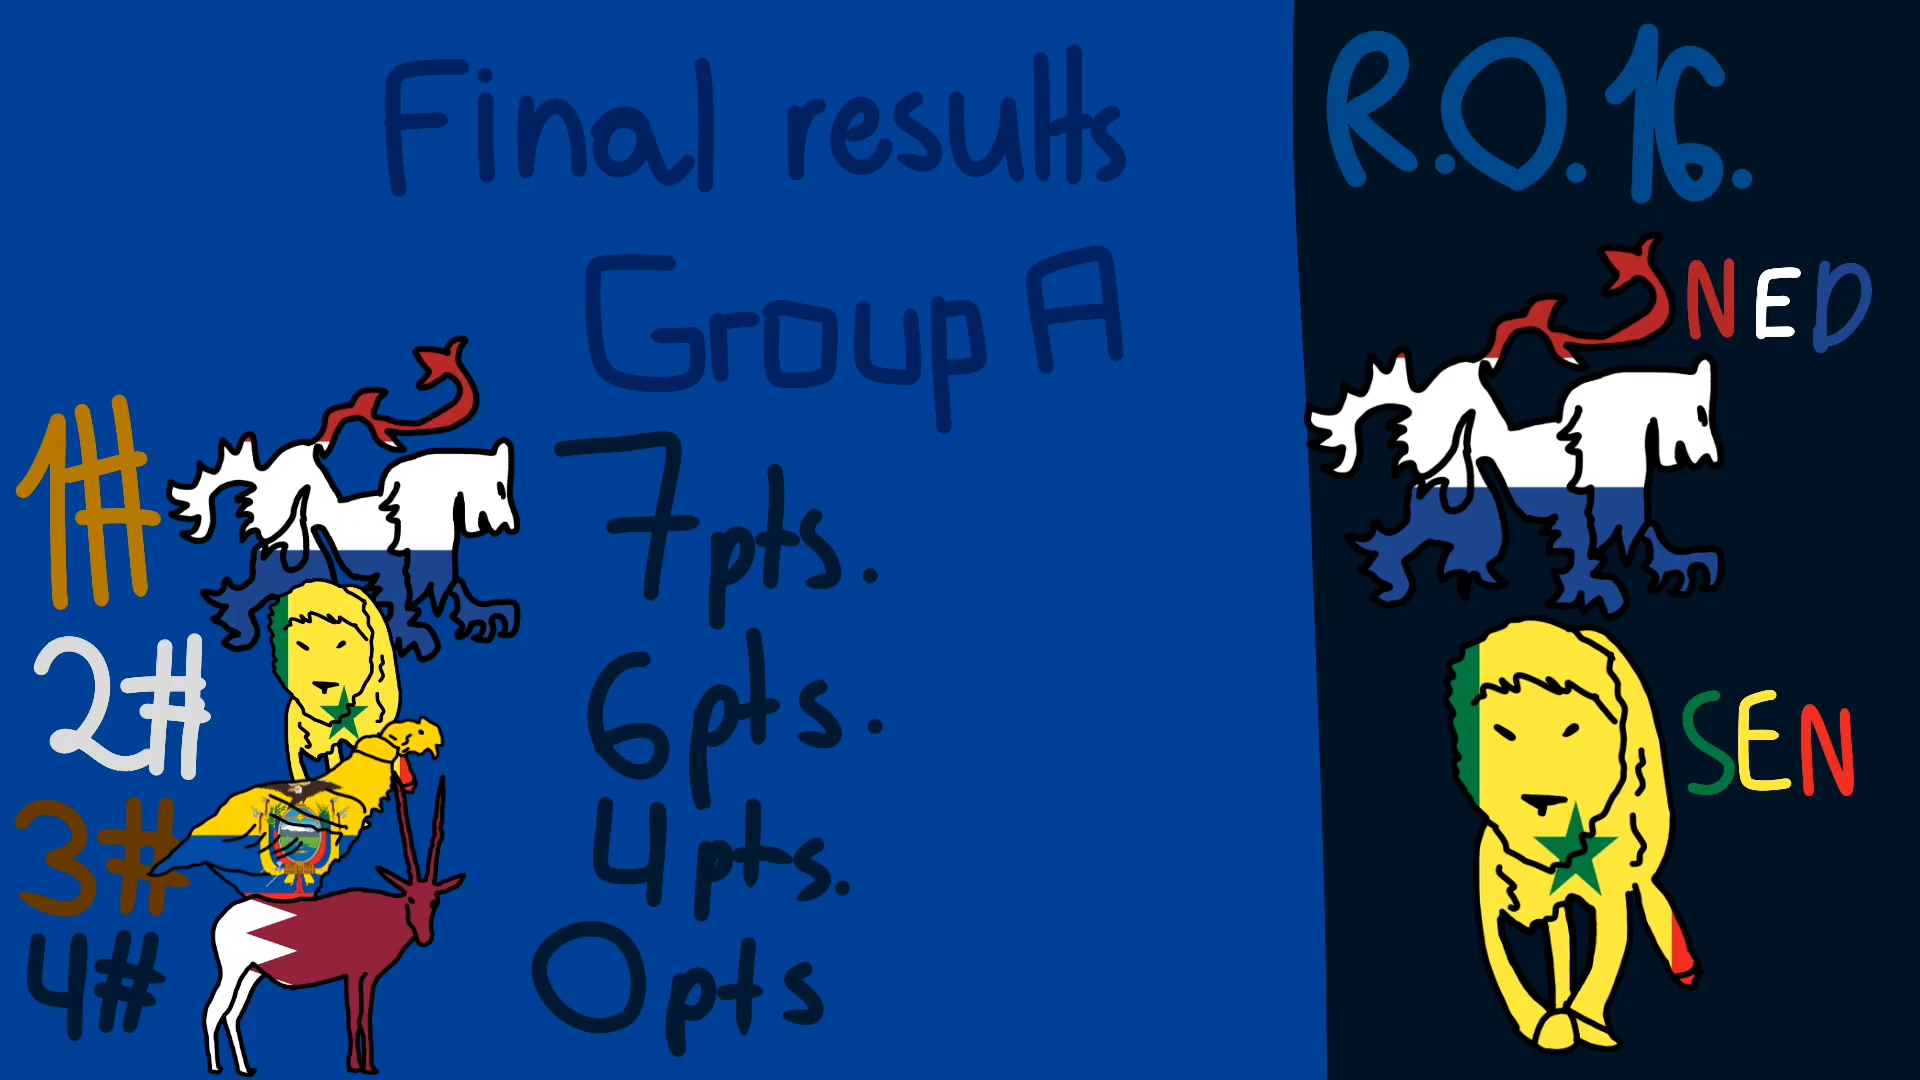 Final results
Group A
1# 7pts.
2# 6pts.
3# 4pts.
4# 0pts
R.O.16.
NED
SEN